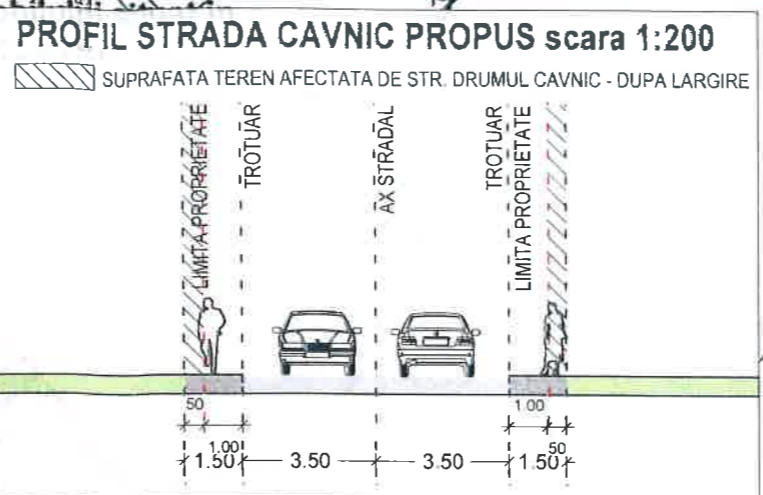 PROFIL STRADA CAVNIC PROPUS scara 1:200
SUPRAFATA TEREN AFECTATA DE STR. DRUMUL CAVNIC - DUPA LARGIRE
LIMITA PROPRIETATE
TROTUAR
AX STRADAL
TROTUAR
LIMITA PROPRIETATE
50
1.00
1.00
50
1.50
3.50
3.50
1.50